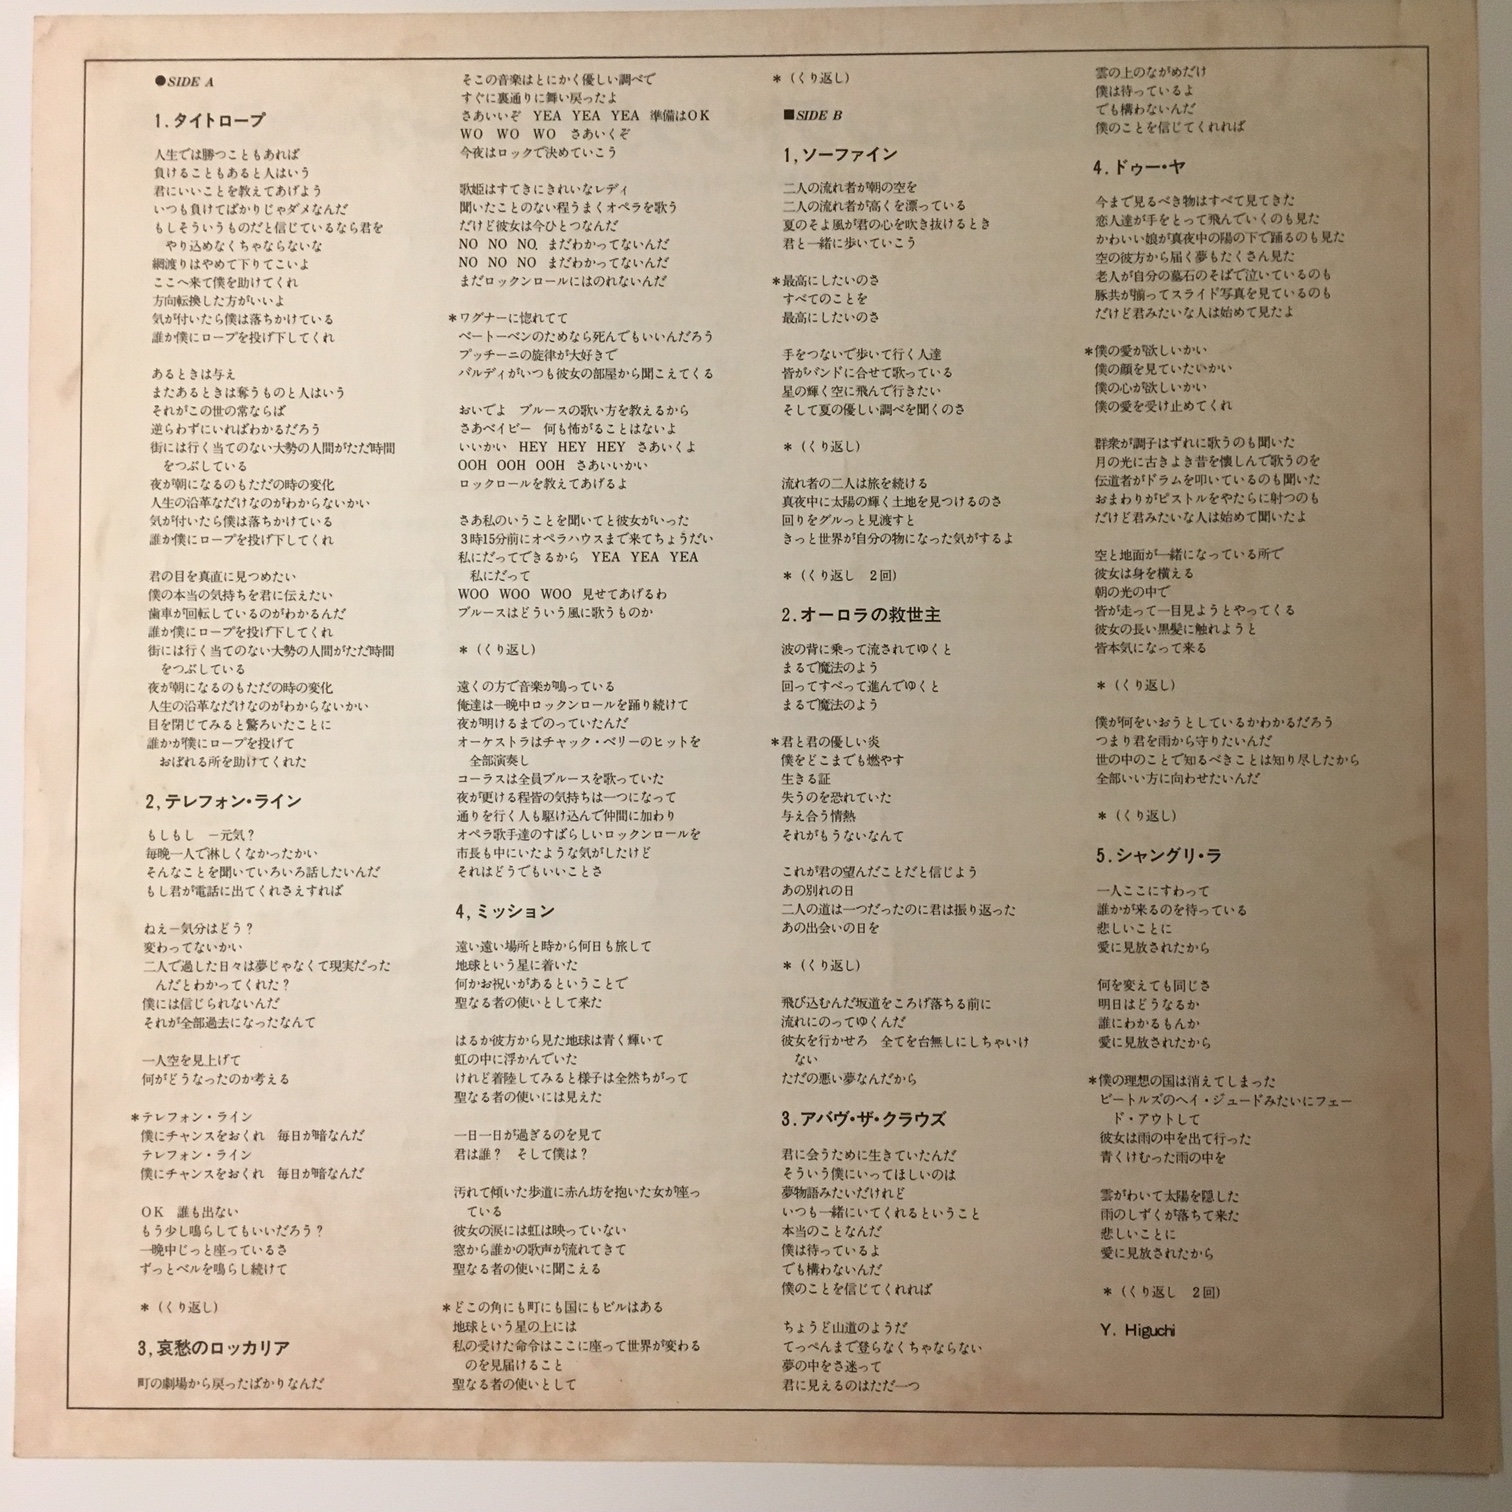 ●SIDE A
1.タイトロープ
人生では勝つこともあれば
負けることもあると人はいう
君にいいことを教えてあげよう
いつも負けてばかりじゃダメなんだ
もしそういうものだと信じているなら君を
やり込めなくちゃならないな
綱渡りはやめて下りてこいよ
ここへ来て僕を助けてくれ
方向転換した方がいいよ
気が付いたら僕は落ちかけている
誰か僕にロープを投げ下してくれ
あるときは与え
またあるときは奪うものと人はいう
それがこの世の常ならば
逆らわずにいればわかるだろう
街には行く当てのない大勢の人間がただ時間
をつぶしている
夜が朝になるのもただの時の変化
人生の沿革なだけなのがわからないかい
気が付いたら僕は落ちかけている
誰か僕にロープを投げ下してくれ
君の目を真直に見つめたい
僕の本当の気持ちを君に伝えたい
歯車が回転しているのがわかるんだ
誰か僕にロープを投げ下してくれ
街には行く当てのない大勢の人間がただ時間
をつぶしている
夜が朝になるのもただの時の変化
人生の沿革なだけなのがわからないかい
目を閉じてみると驚ろいたことに
誰かが僕にロープを投げて
おぼれる所を助けてくれた
2,テレフォン・ライン
もしもし　—元気？
毎晩一人で淋しくなかったかい
そんなことを聞いていろいろ話したいんだ
もし君が電話に出てくれさえすれば
ねえ—気分はどう？
変わってないかい
二人で過した日々は夢じゃなくて現実だった
んだとわかってくれた？
僕には信じられないんだ
それが全部過去になったなんて
一人空を見上げて
何がどうなったのか考える
＊テレフォン・ライン
僕にチャンスをおくれ　毎日が暗なんだ
テレフォン・ライン
僕にチャンスをおくれ　毎日が暗なんだ
OK　誰も出ない
もう少し鳴らしてもいいだろう？
一晩中じっと座っているさ
ずっとベルを鳴らし続けて
＊（くり返し）
3,哀愁のロッカリア
町の劇場から戻ったばかりなんだ
そこの音楽はとにかく優しい調べで
すぐに裏通りに舞い戻ったよ
さあいいぞ　YEA　YEA　YEA　準備はOK
WO　WO　WO　さあいくぞ
今夜はロックで決めていこう
歌姫はすてきにきれいなレディ
聞いたことのない程うまくオペラを歌う
だけど彼女は今ひとつなんだ
NO　NO　NO.　まだわかってないんだ
NO　NO　NO　まだわかってないんだ
まだロックンロールにはのれないんだ
＊ワグナーに惚れてて
ベートーベンのためなら死んでもいいんだろう
プッチーニの旋律が大好きで
バルディがいつも彼女の部屋から聞こえてくる
おいでよ　ブルースの歌い方を教えるから
さあベイビー　何も怖がることはないよ
いいかい　HEY　HEY　HEY　さあいくよ
OOH　OOH　OOH　さあいいかい
ロックロールを教えてあげるよ
さあ私のいうことを聞いてと彼女がいった
3時15分前にオペラハウスまで来てちょうだい
私にだってできるから　YEA　YEA　YEA
私にだって
WOO　WOO　WOO　見せてあげるわ
ブルースはどういう風に歌うものか
＊（くり返し）
遠くの方で音楽が鳴っている
俺達は一晩中ロックンロールを踊り続けて
夜が明けるまでのっていたんだ
オーケストラはチャック・ベリーのヒットを
全部演奏し
コーラスは全員ブルースを歌っていた
夜が更ける程皆の気持ちは一つになって
通りを行く人も駆け込んで仲間に加わり
オペラ歌手達のすばらしいロックンロールを
市長も中にいたような気がしたけど
それはどうでもいいことさ
4,ミッション
遠い遠い場所と時から何日も旅して
地球という星に着いた
何かお祝いがあるということで
聖なる者の使いとして来た
はるか彼方から見た地球は青く輝いて
虹の中に浮かんでいた
けれど着陸してみると様子は全然ちがって
聖なる者の使いには見えた
一日一日が過ぎるのを見て
君は誰？　そして僕は？
汚れて傾いた歩道に赤ん坊を抱いた女が座っ
ている
彼女の涙には虹は映っていない
窓から誰かの歌声が流れてきて
聖なる者の使いに聞こえる
＊どこの角にも町にも国にもビルはある
地球という星の上には
私の受けた命令はここに座って世界が変わる
のを見届けること
聖なる者の使いとして
＊（くり返し）
■SIDE B
1,ソーファイン
二人の流れ者が朝の空を
二人の流れ者が高くを漂っている
夏のそよ風が君の心を吹き抜けるとき
君と一緒に歩いていこう
＊最高にしたいのさ
すべてのことを
最高にしたいのさ
手をつないで歩いて行く人達
皆がバンドに合せて歌っている
星の輝く空に飛んで行きたい
そして夏の優しい調べを聞くのさ
＊（くり返し）
流れ者の二人は旅を続ける
真夜中に太陽の輝く土地を見つけるのさ
回りをグルっと見渡すと
きっと世界が自分の物になった気がするよ
＊（くり返し　2回）
2.オーロラの救世主
波の背に乗って流されてゆくと
まるで魔法のよう
回ってすべって進んでゆくと
まるで魔法のよう
＊君と君の優しい炎
僕をどこまでも燃やす
生きる証
失うのを恐れていた
与え合う情熱
それがもうないなんて
これが君の望んだことだと信じよう
あの別れの日
二人の道は一つだったのに君は振り返った
あの出会いの日を
＊（くり返し）
飛び込むんだ坂道をころげ落ちる前に
流れにのってゆくんだ
彼女を行かせろ　全てを台無しにしちゃいけ
ない
ただの悪い夢なんだから
3.アバヴ・ザ・クラウズ
君に会うために生きていたんだ
そういう僕にいってほしいのは
夢物語みたいだけれど
いつも一緒にいてくれるということ
本当のことなんだ
僕は待っているよ
でも構わないんだ
僕のことを信じてくれれば
ちょうど山道のようだ
てっぺんまで登らなくちゃならない
夢の中をさ迷って
君に見えるのはただ一つ
雲の上のながめだけ
僕は待っているよ
でも構わないんだ
僕のことを信じてくれれば
4.ドゥー・ヤ
今まで見るべき物はすべて見てきた
恋人達が手をとって飛んでいくのも見た
かわいい娘が真夜中の陽の下で踊るのも見た
空の彼方から届く夢もたくさん見た
老人が自分の墓石のそばで泣いているのも
豚共が揃ってスライド写真を見ているのも
だけど君みたいな人は始めて見たよ
＊僕の愛が欲しいかい
僕の顔を見ていたいかい
僕の心が欲しいかい
僕の愛を受け止めてくれ
群衆が調子はずれに歌うのも聞いた
月の光に古きよき昔を懐しんで歌うのを
伝道者がドラムを叩いているのも聞いた
おまわりがピストルをやたらに射つのも
だけど君みたいな人は始めて聞いたよ
空と地面が一緒になっている所で
彼女は身を横える
朝の光の中で
皆が走って一目見ようとやってくる
彼女の長い黒髪に触れようと
皆本気になって来る
＊（くり返し）
僕が何をいおうとしているかわかるだろう
つまり君を雨から守りたいんだ
世の中のことで知るべきことは知り尽したから
全部いい方に向わせたいんだ
＊（くり返し）
5.シャングリ・ラ
一人ここにすわって
誰かが来るのを待っている
悲しいことに
愛に見放されたから
何を変えても同じさ
明日はどうなるか
誰にわかるもんか
愛に見放されたから
＊僕の理想の国は消えてしまった
ビートルズのヘイ・ジュードみたいにフェー
ド・アウトして
彼女は雨の中を出て行った
青くけむった雨の中を
雲がわいて太陽を隠した
雨のしずくが落ちて来た
悲しいことに
愛に見放されたから
＊（くり返し　2回）
Y. Higuchi